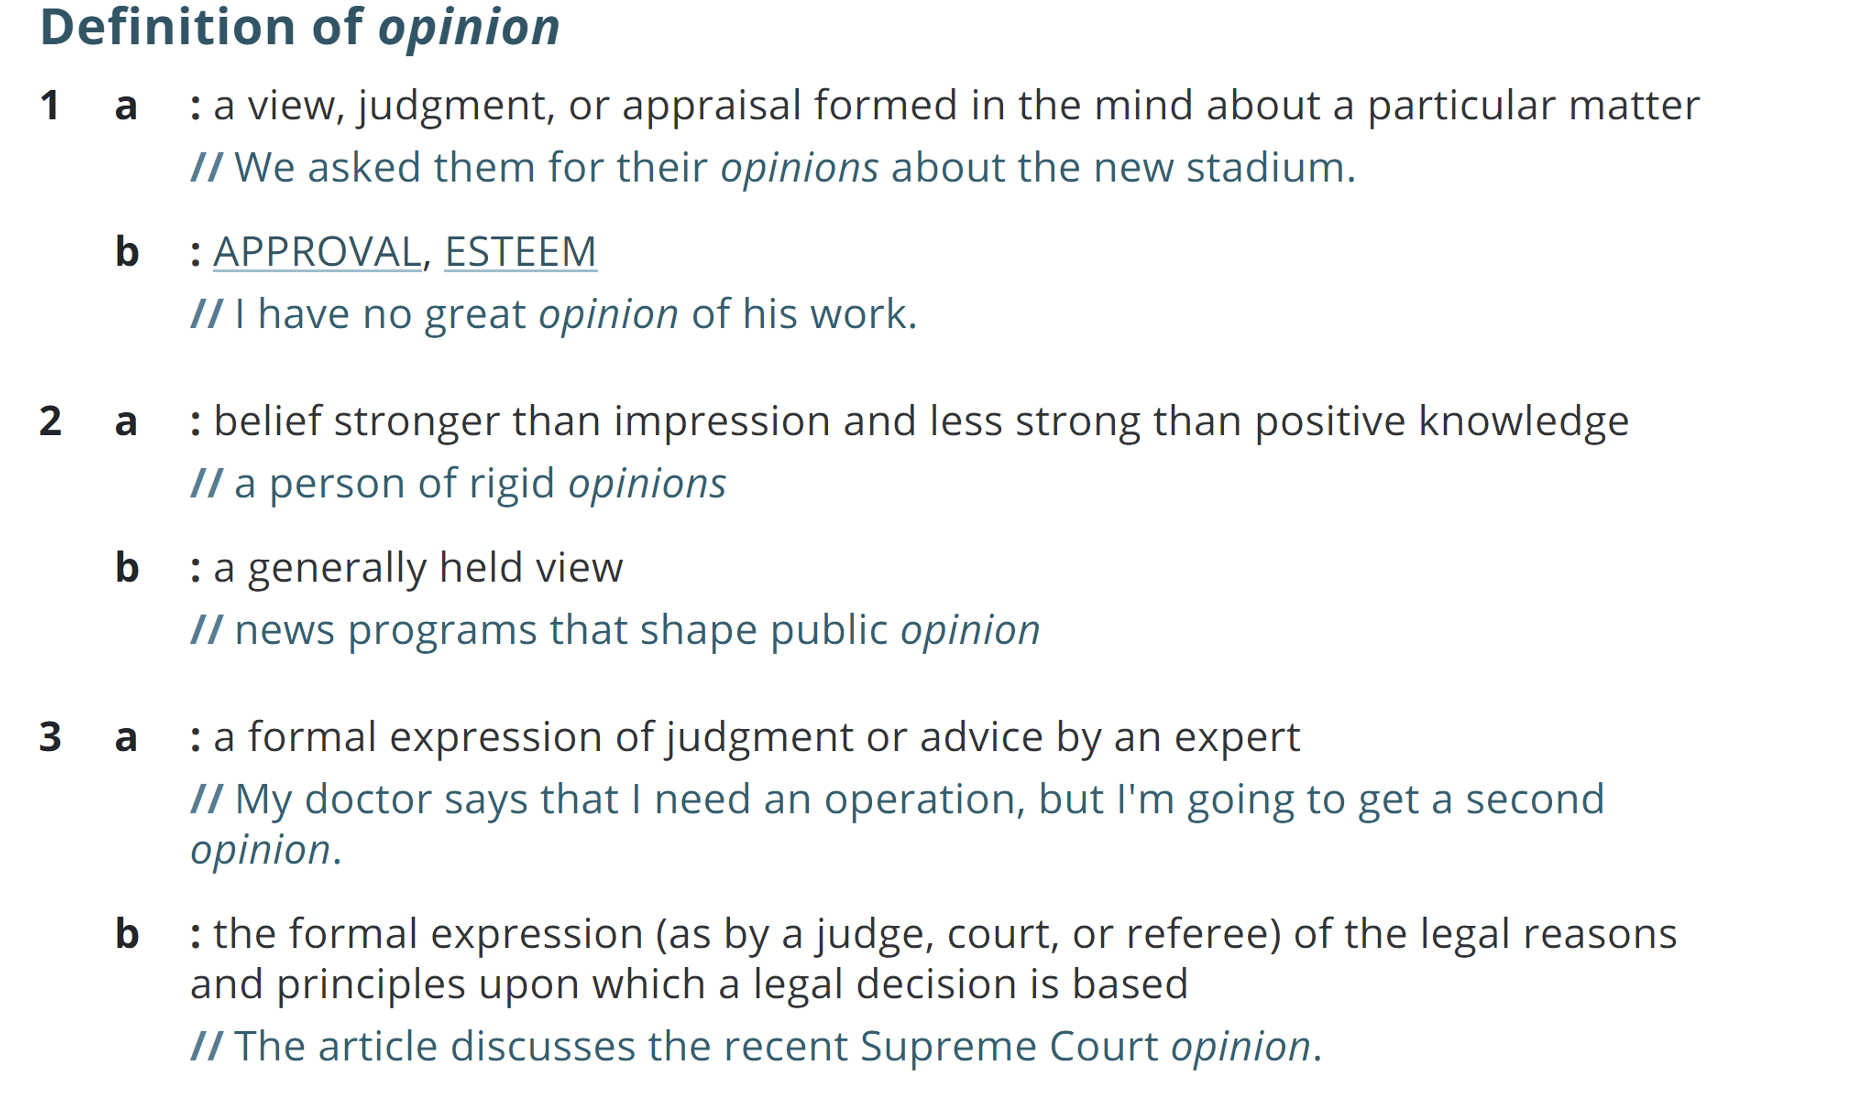 Definition of opinion
1 a : a view, judgment, or appraisal formed in the mind about a particular matter
// We asked them for their opinions about the new stadium.
b : APPROVAL, ESTEEM
// I have no great opinion of his work.
2 a : belief stronger than impression and less strong than positive knowledge
// a person of rigid opinions
b : a generally held view
// news programs that shape public opinion
3 a : a formal expression of judgment or advice by an expert
// My doctor says that I need an operation, but I'm going to get a second
opinion.
b : the formal expression (as by a judge, court, or referee) of the legal reasons
and principles upon which a legal decision is based
// The article discusses the recent Supreme Court opinion.